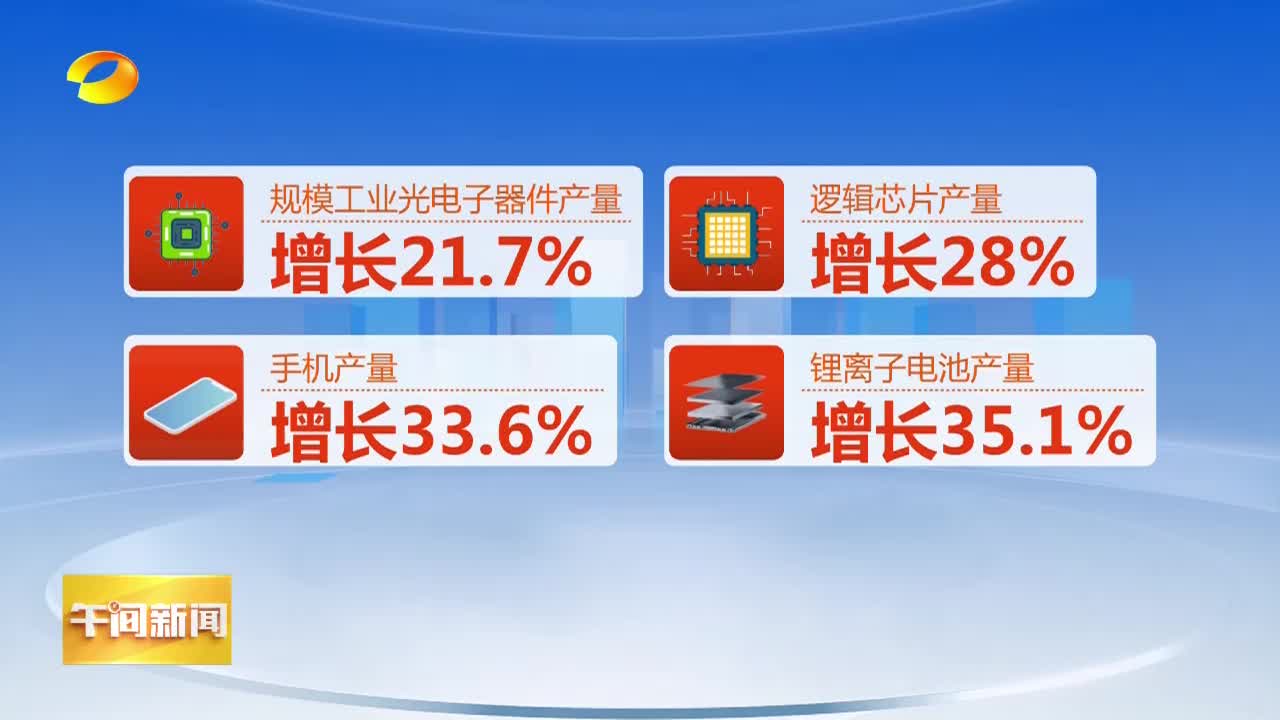 规模工业光电子器件产量
增长21.7%
逻辑芯片产量
增长28%
手机产量
增长33.6%
锂离子电池产量
增长35.1%
午间新闻